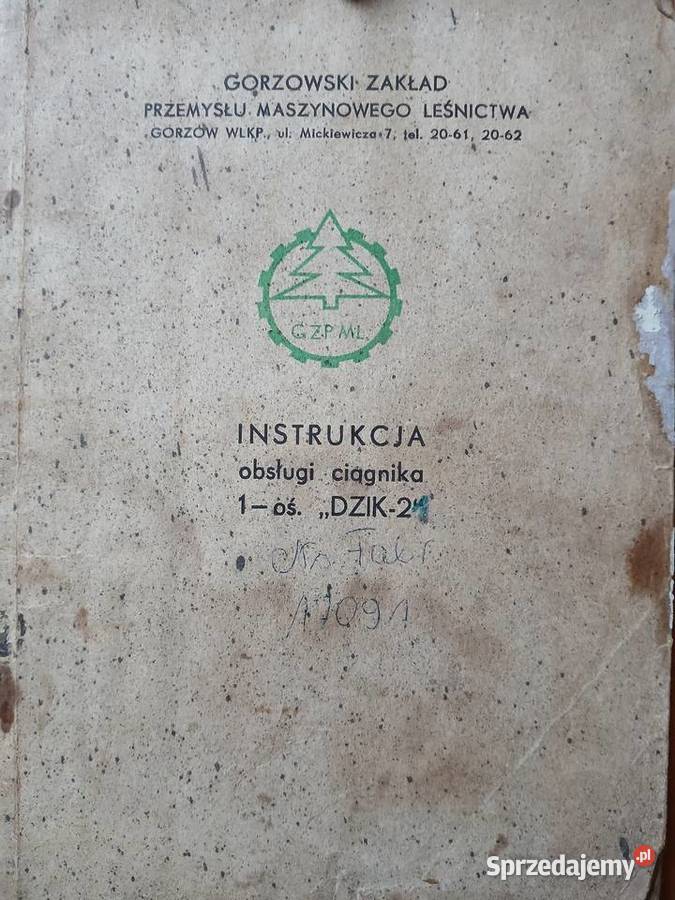 GORZOWSKI ZAKŁAD
PRZEMYSŁU MASZYNOWEGO LEŚNICTWA
GORZÓW WLKP., ul. Mickiewicza 7, tel. 20-61, 20-62
G.Z.P.M.L.
INSTRUKCJA
obsługi ciągnika
1-oś. „DZIK-2"
Nr. Fabr
17091
Sprzedajemy.pl